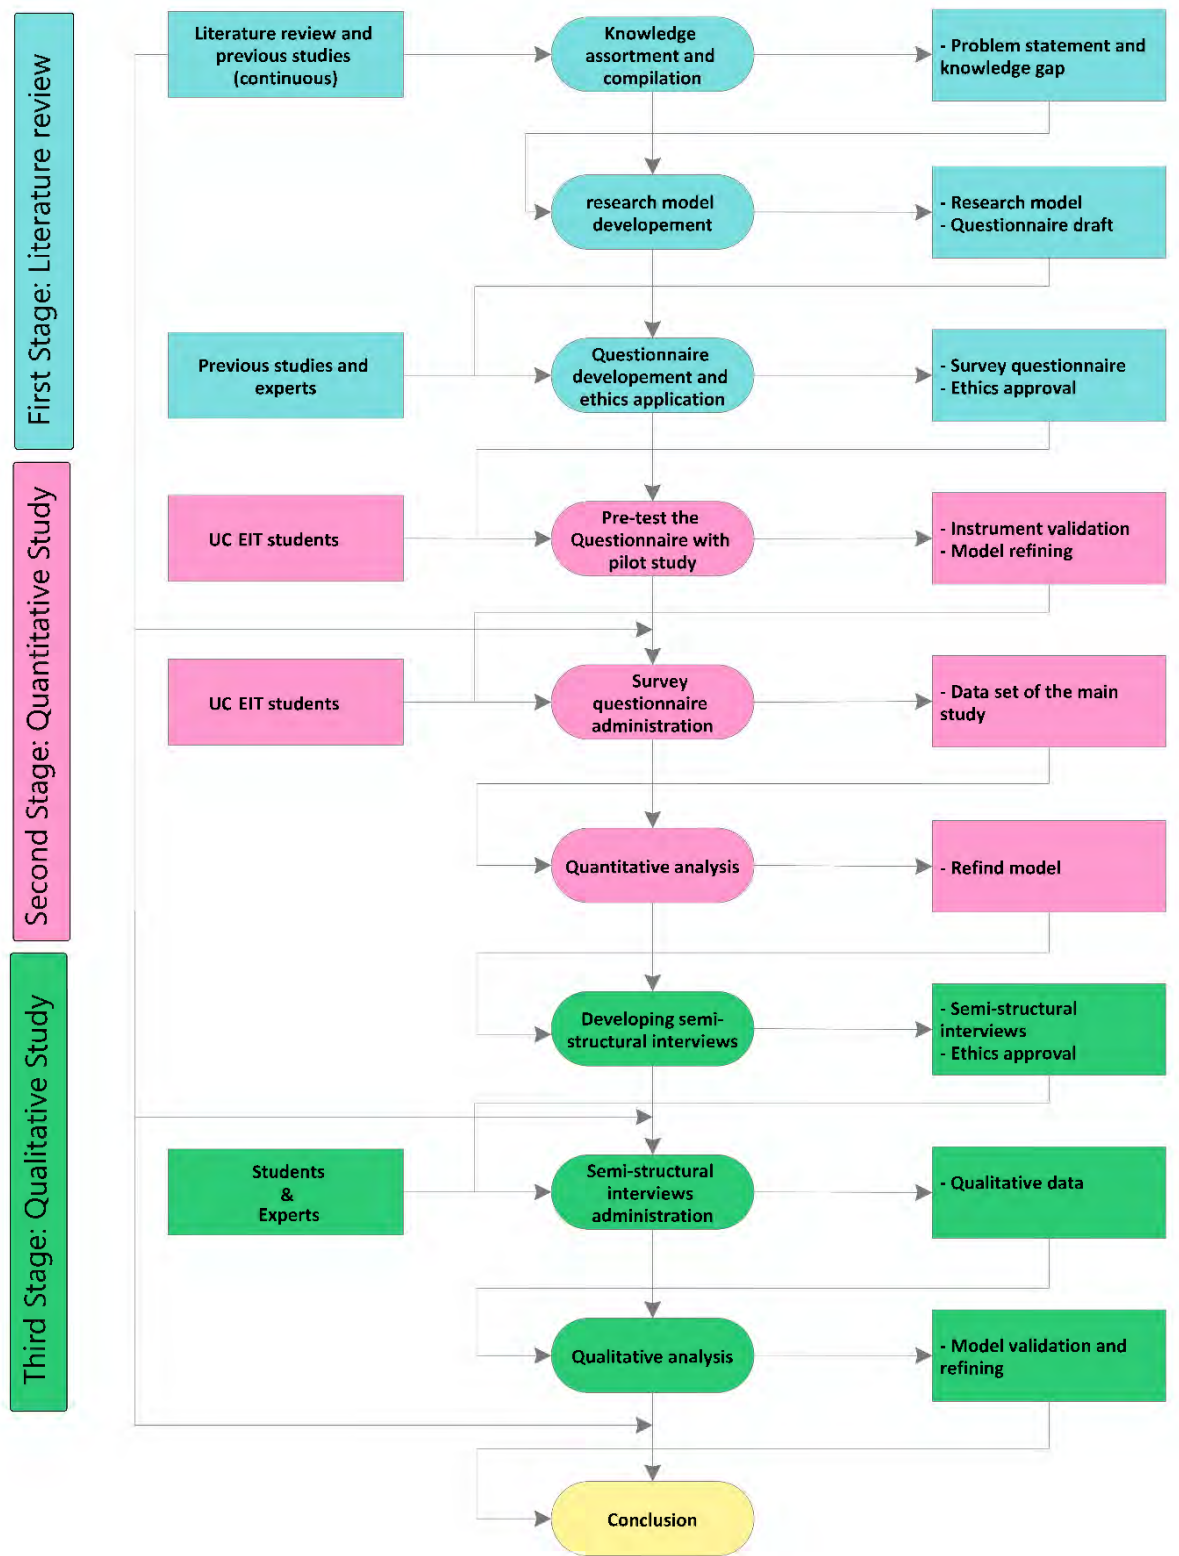 First Stage: Literature review
Literature review and
previous studies
(continuous)
Knowledge
assortment and
compilation
- Problem statement and
knowledge gap
research model
developement
- Research model
- Questionnaire draft
Previous studies and
experts
Questionnaire
developement and
ethics application
- Survey questionnaire
- Ethics approval
Second Stage: Quantitative Study
UC EIT students
Pre-test the
Questionnaire with
pilot study
- Instrument validation
- Model refining
UC EIT students
Survey
questionnaire
administration
- Data set of the main
study
Quantitative analysis
- Refind model
Third Stage: Qualitative Study
Developing semi-
structural interviews
- Semi-structural
interviews
- Ethics approval
Students
&
Experts
Semi-structural
interviews
administration
- Qualitative data
Qualitative analysis
- Model validation and
refining
Conclusion